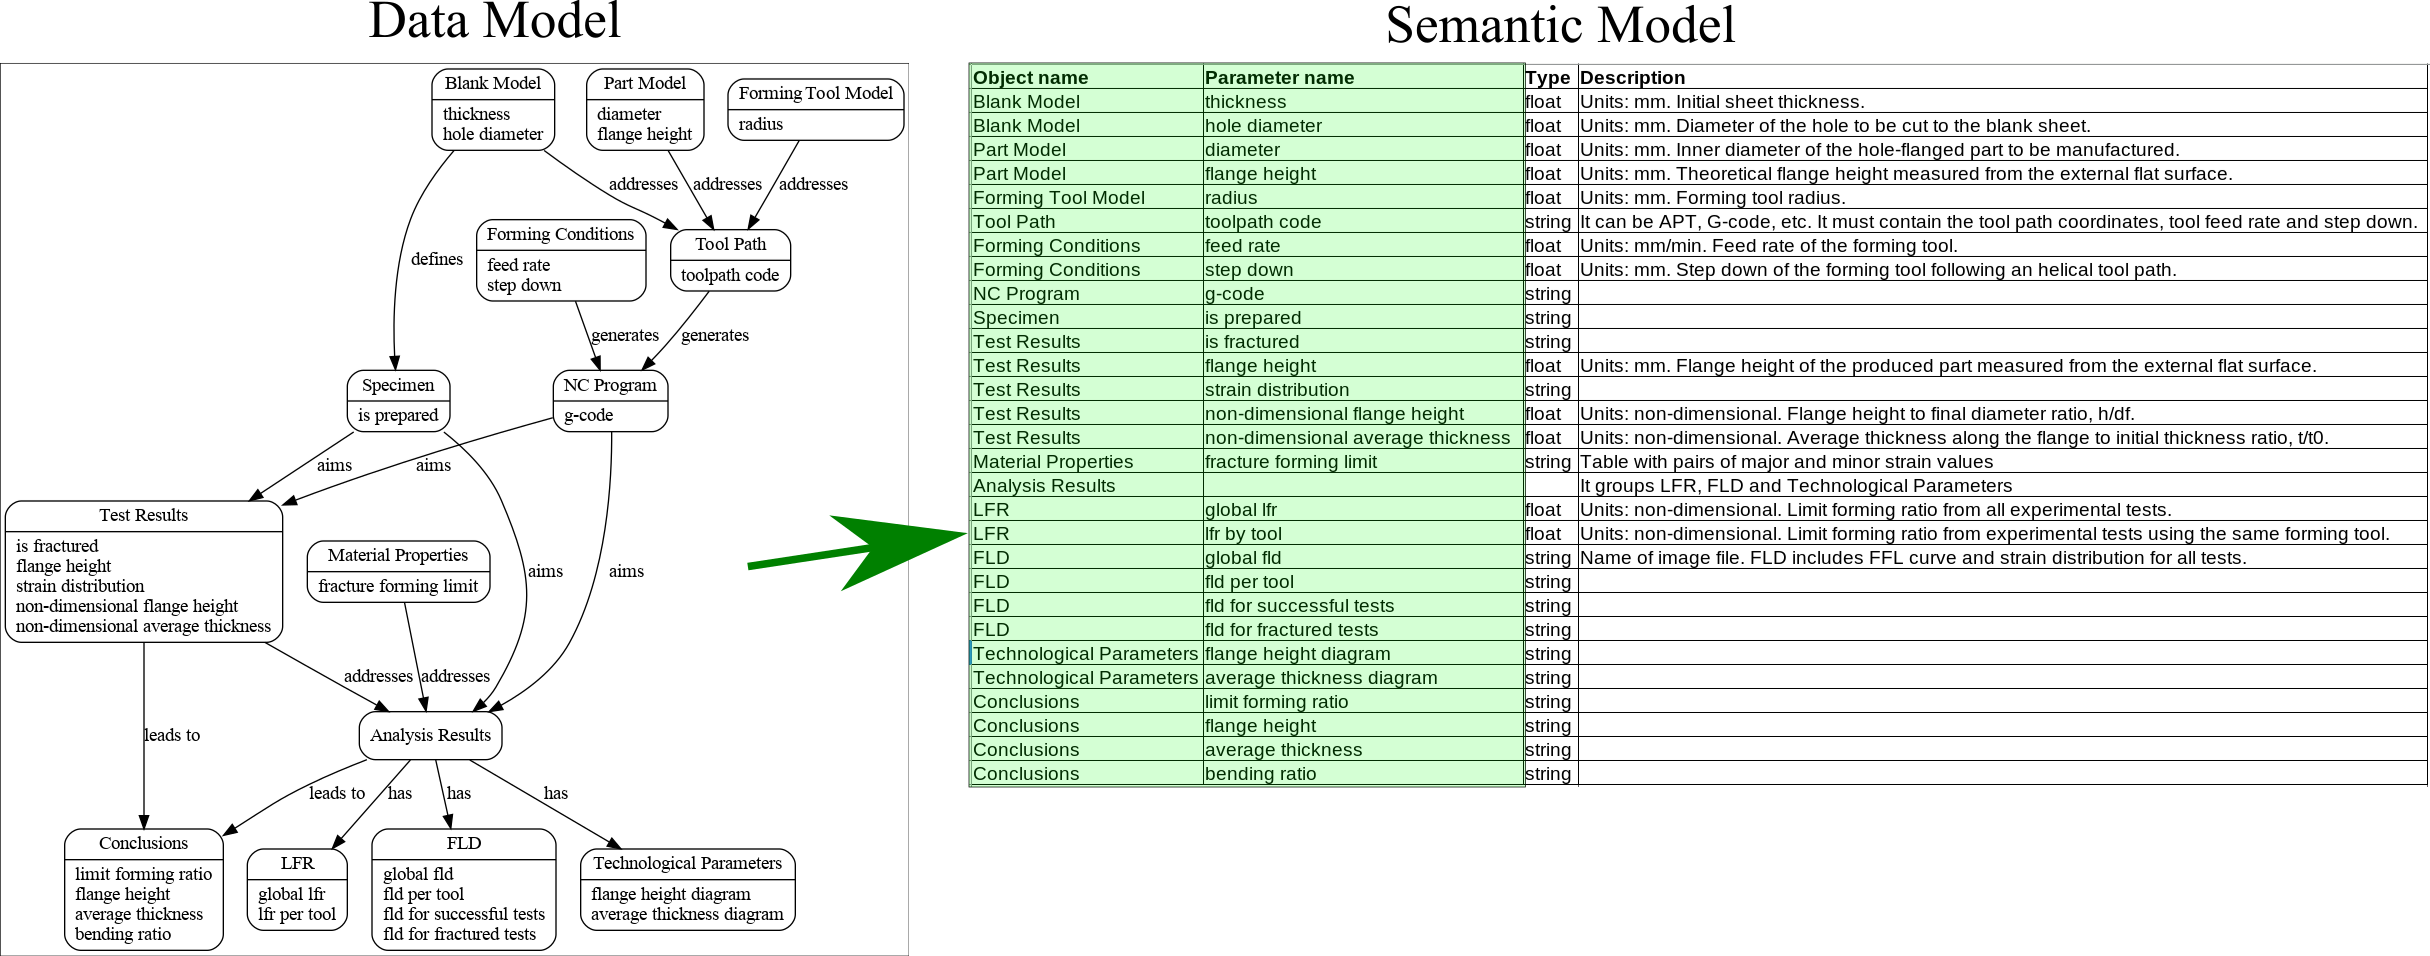 Data Model
Blank Model
thickness
hole diameter
Part Model
diameter
flange height
Forming Tool Model
radius
addresses
addresses
addresses
Forming Conditions
feed rate
step down
Tool Path
toolpath code
defines
generates
generates
Specimen
is prepared
NC Program
g-code
aims
aims
Test Results
is fractured
flange height
strain distribution
non-dimensional flange height
non-dimensional average thickness
Material Properties
fracture forming limit
aims
aims
addresses
addresses
leads to
Analysis Results
leads to
has
has
has
Conclusions
limit forming ratio
flange height
average thickness
bending ratio
LFR
global lfr
lfr per tool
FLD
global fld
fld per tool
fld for successful tests
fld for fractured tests
Technological Parameters
flange height diagram
average thickness diagram
Semantic Model
Object name Parameter name Type Description
Blank Model thickness float Units: mm. Initial sheet thickness.
Blank Model hole diameter float Units: mm. Diameter of the hole to be cut to the blank sheet.
Part Model diameter float Units: mm. Inner diameter of the hole-flanged part to be manufactured.
Part Model flange height float Units: mm. Theoretical flange height measured from the external flat surface.
Forming Tool Model radius float Units: mm. Forming tool radius.
Tool Path toolpath code string It can be APT, G-code, etc. It must contain the tool path coordinates, tool feed rate and step down.
Forming Conditions feed rate float Units: mm/min. Feed rate of the forming tool.
Forming Conditions step down float Units: mm. Step down of the forming tool following an helical tool path.
NC Program g-code string
Specimen is prepared string
Test Results is fractured string
Test Results flange height float Units: mm. Flange height of the produced part measured from the external flat surface.
Test Results strain distribution string
Test Results non-dimensional flange height float Units: non-dimensional. Flange height to final diameter ratio, h/df.
Test Results non-dimensional average thickness float Units: non-dimensional. Average thickness along the flange to initial thickness ratio, t/t0.
Material Properties fracture forming limit string Table with pairs of major and minor strain values
Analysis Results It groups LFR, FLD and Technological Parameters
LFR global lfr float Units: non-dimensional. Limit forming ratio from all experimental tests.
LFR lfr by tool float Units: non-dimensional. Limit forming ratio from experimental tests using the same forming tool.
FLD global fld string Name of image file. FLD includes FFL curve and strain distribution for all tests.
FLD fld per tool string
FLD fld for successful tests string
FLD fld for fractured tests string
Technological Parameters flange height diagram string
Technological Parameters average thickness diagram string
Conclusions limit forming ratio string
Conclusions flange height string
Conclusions average thickness string
Conclusions bending ratio string